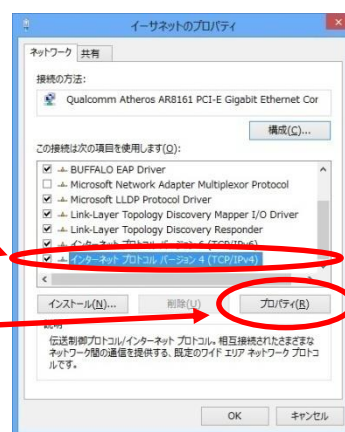 イーサネットのプロパティ
ネットワーク 共有
接続の方法:
Qualcomm Atheros AR8161 PCI-E Gigabit Ethernet Cor
構成(C)...
この接続は次の項目を使用します(O):
BUFFALO EAP Driver
Microsoft Network Adapter Multiplexor Protocol
Microsoft LLDP Protocol Driver
Link-Layer Topology Discovery Mapper I/O Driver
Link-Layer Topology Discovery Responder
インターネット プロトコル バージョン 6 (TCP/IPv6)
インターネット プロトコル バージョン 4 (TCP/IPv4)
インストール(N)... 削除(U) プロパティ(R)
説明
伝送制御プロトコル/インターネット プロトコル。相互接続されたさまざまな
ネットワーク間の通信を提供する、既定のワイド エリア ネットワーク プロトコ
ルです。
OK キャンセル